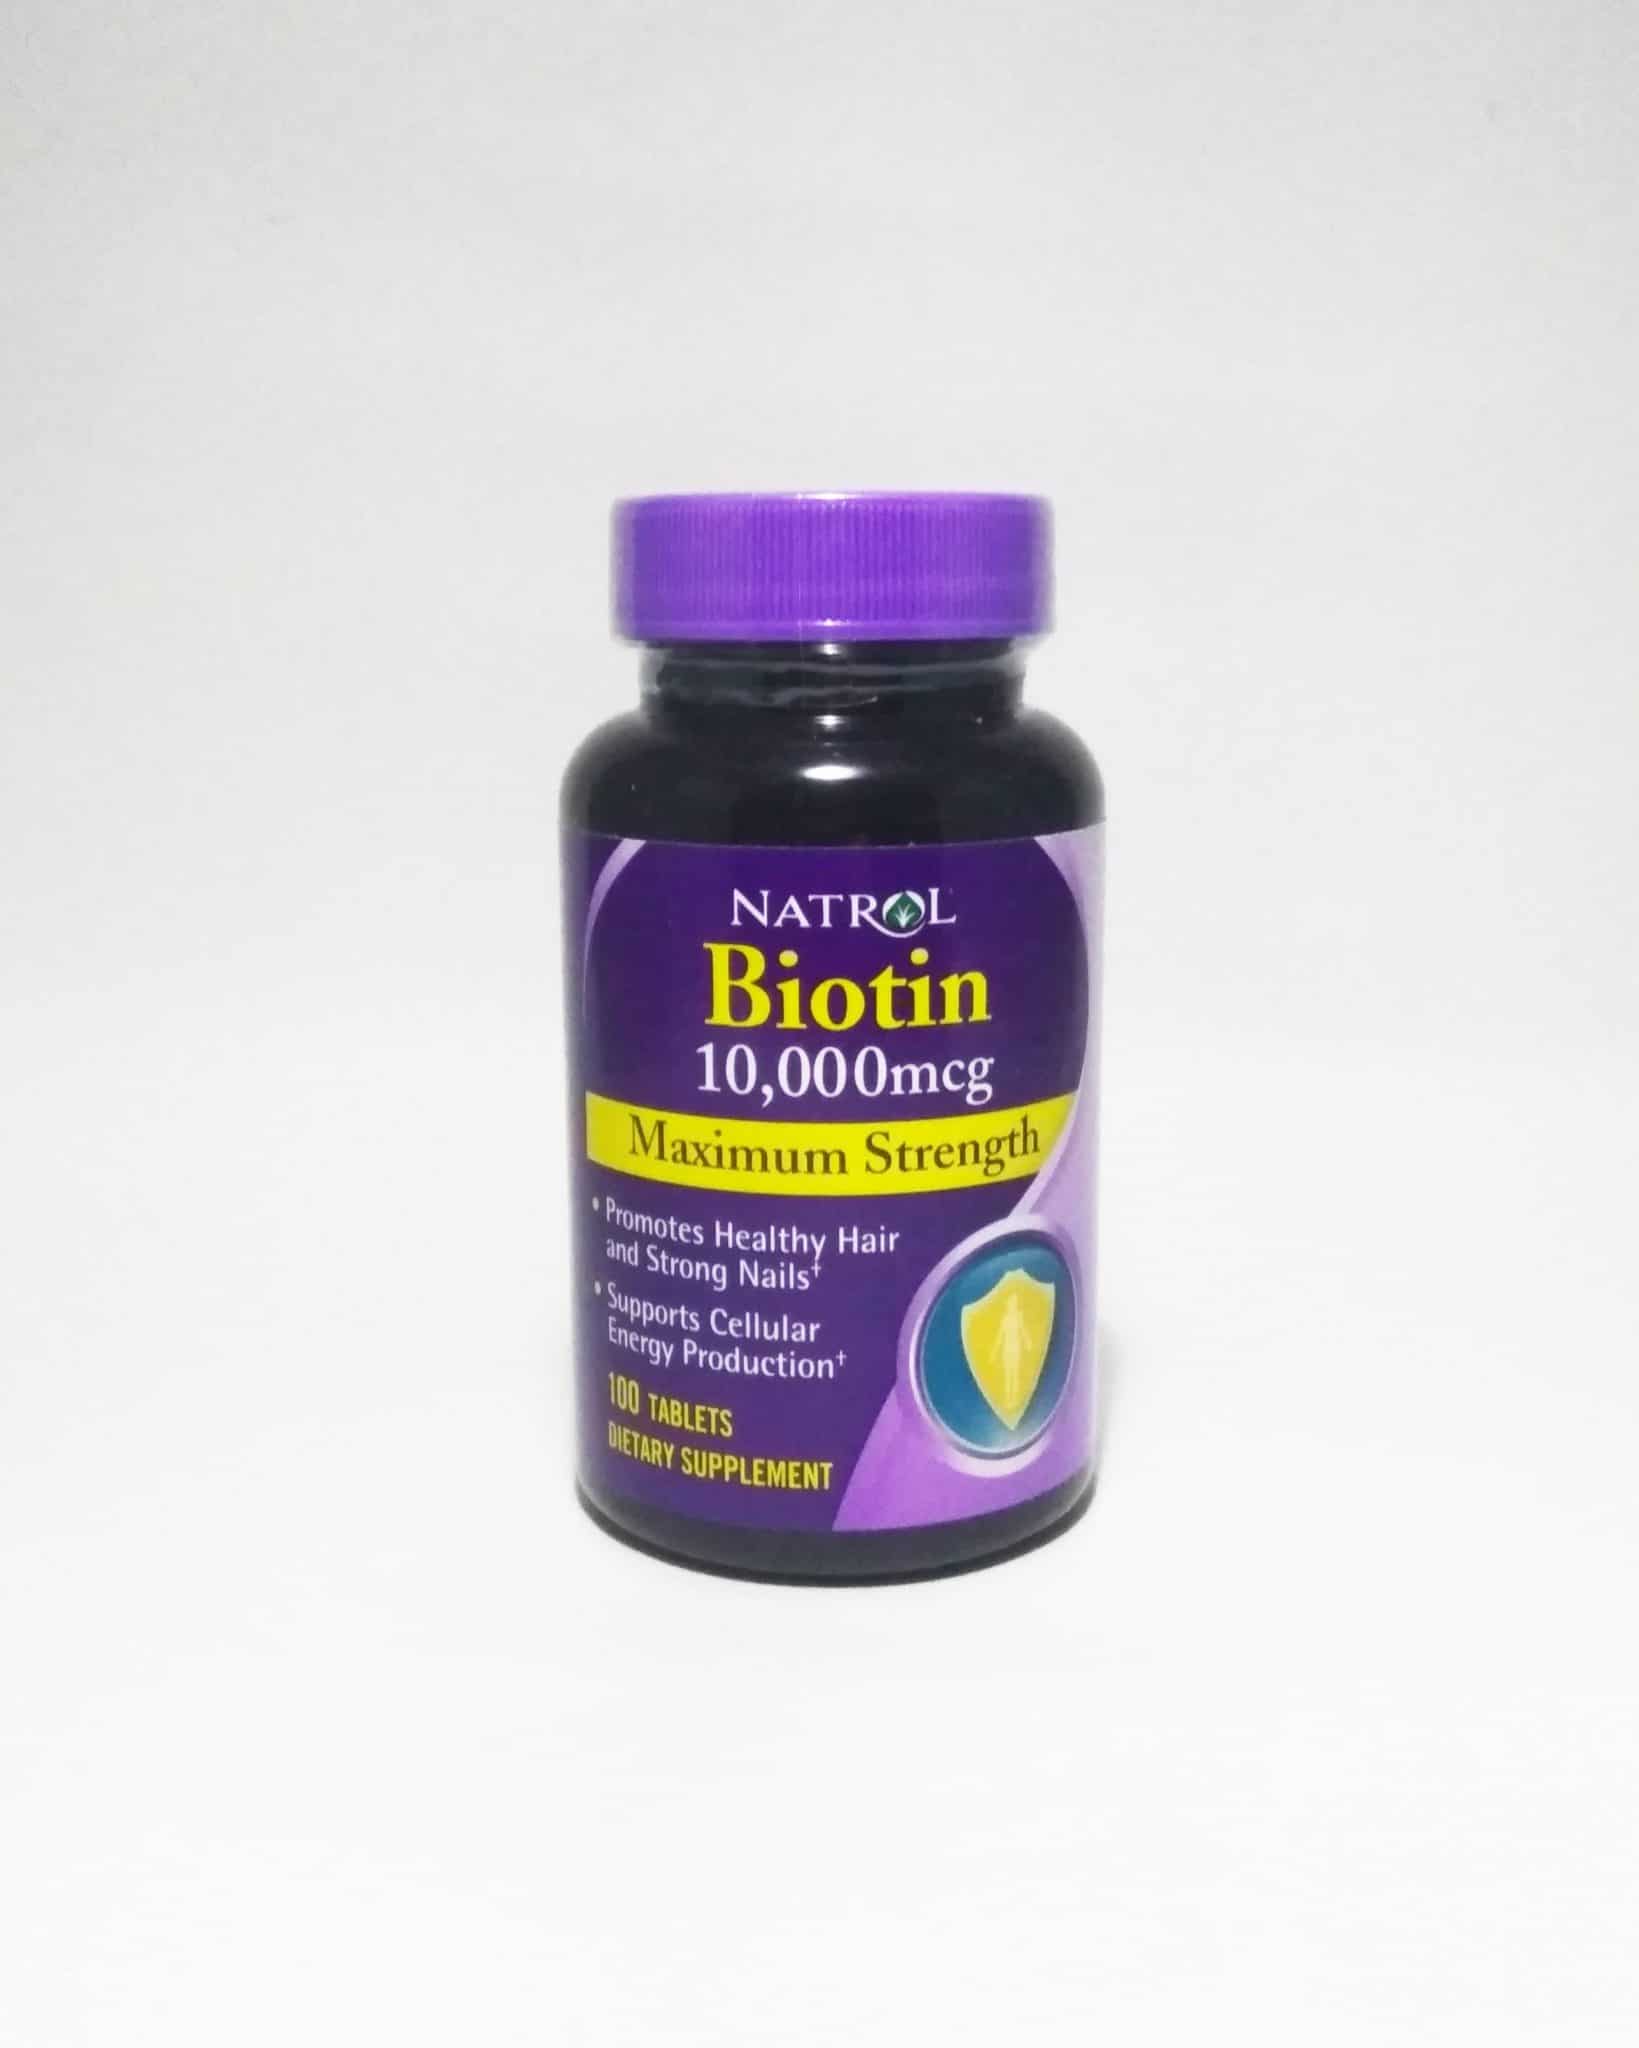 NATROL
Biotin
10,000mcg
Maximum Strength
• Promotes Healthy Hair
and Strong Nails†
• Supports Cellular
Energy Production†
100 TABLETS
DIETARY SUPPLEMENT